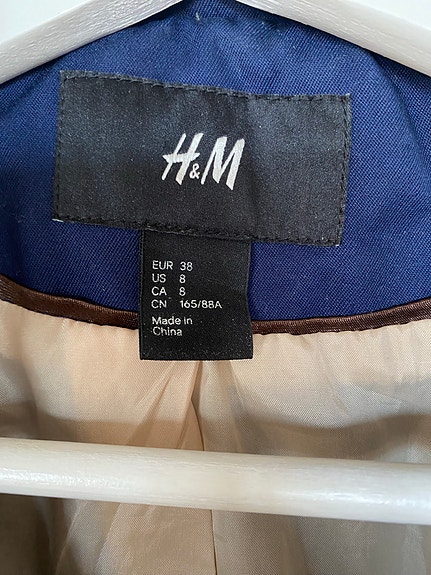 H&M
EUR 38
US 8
CA 8
CN 165/88A
Made in
China